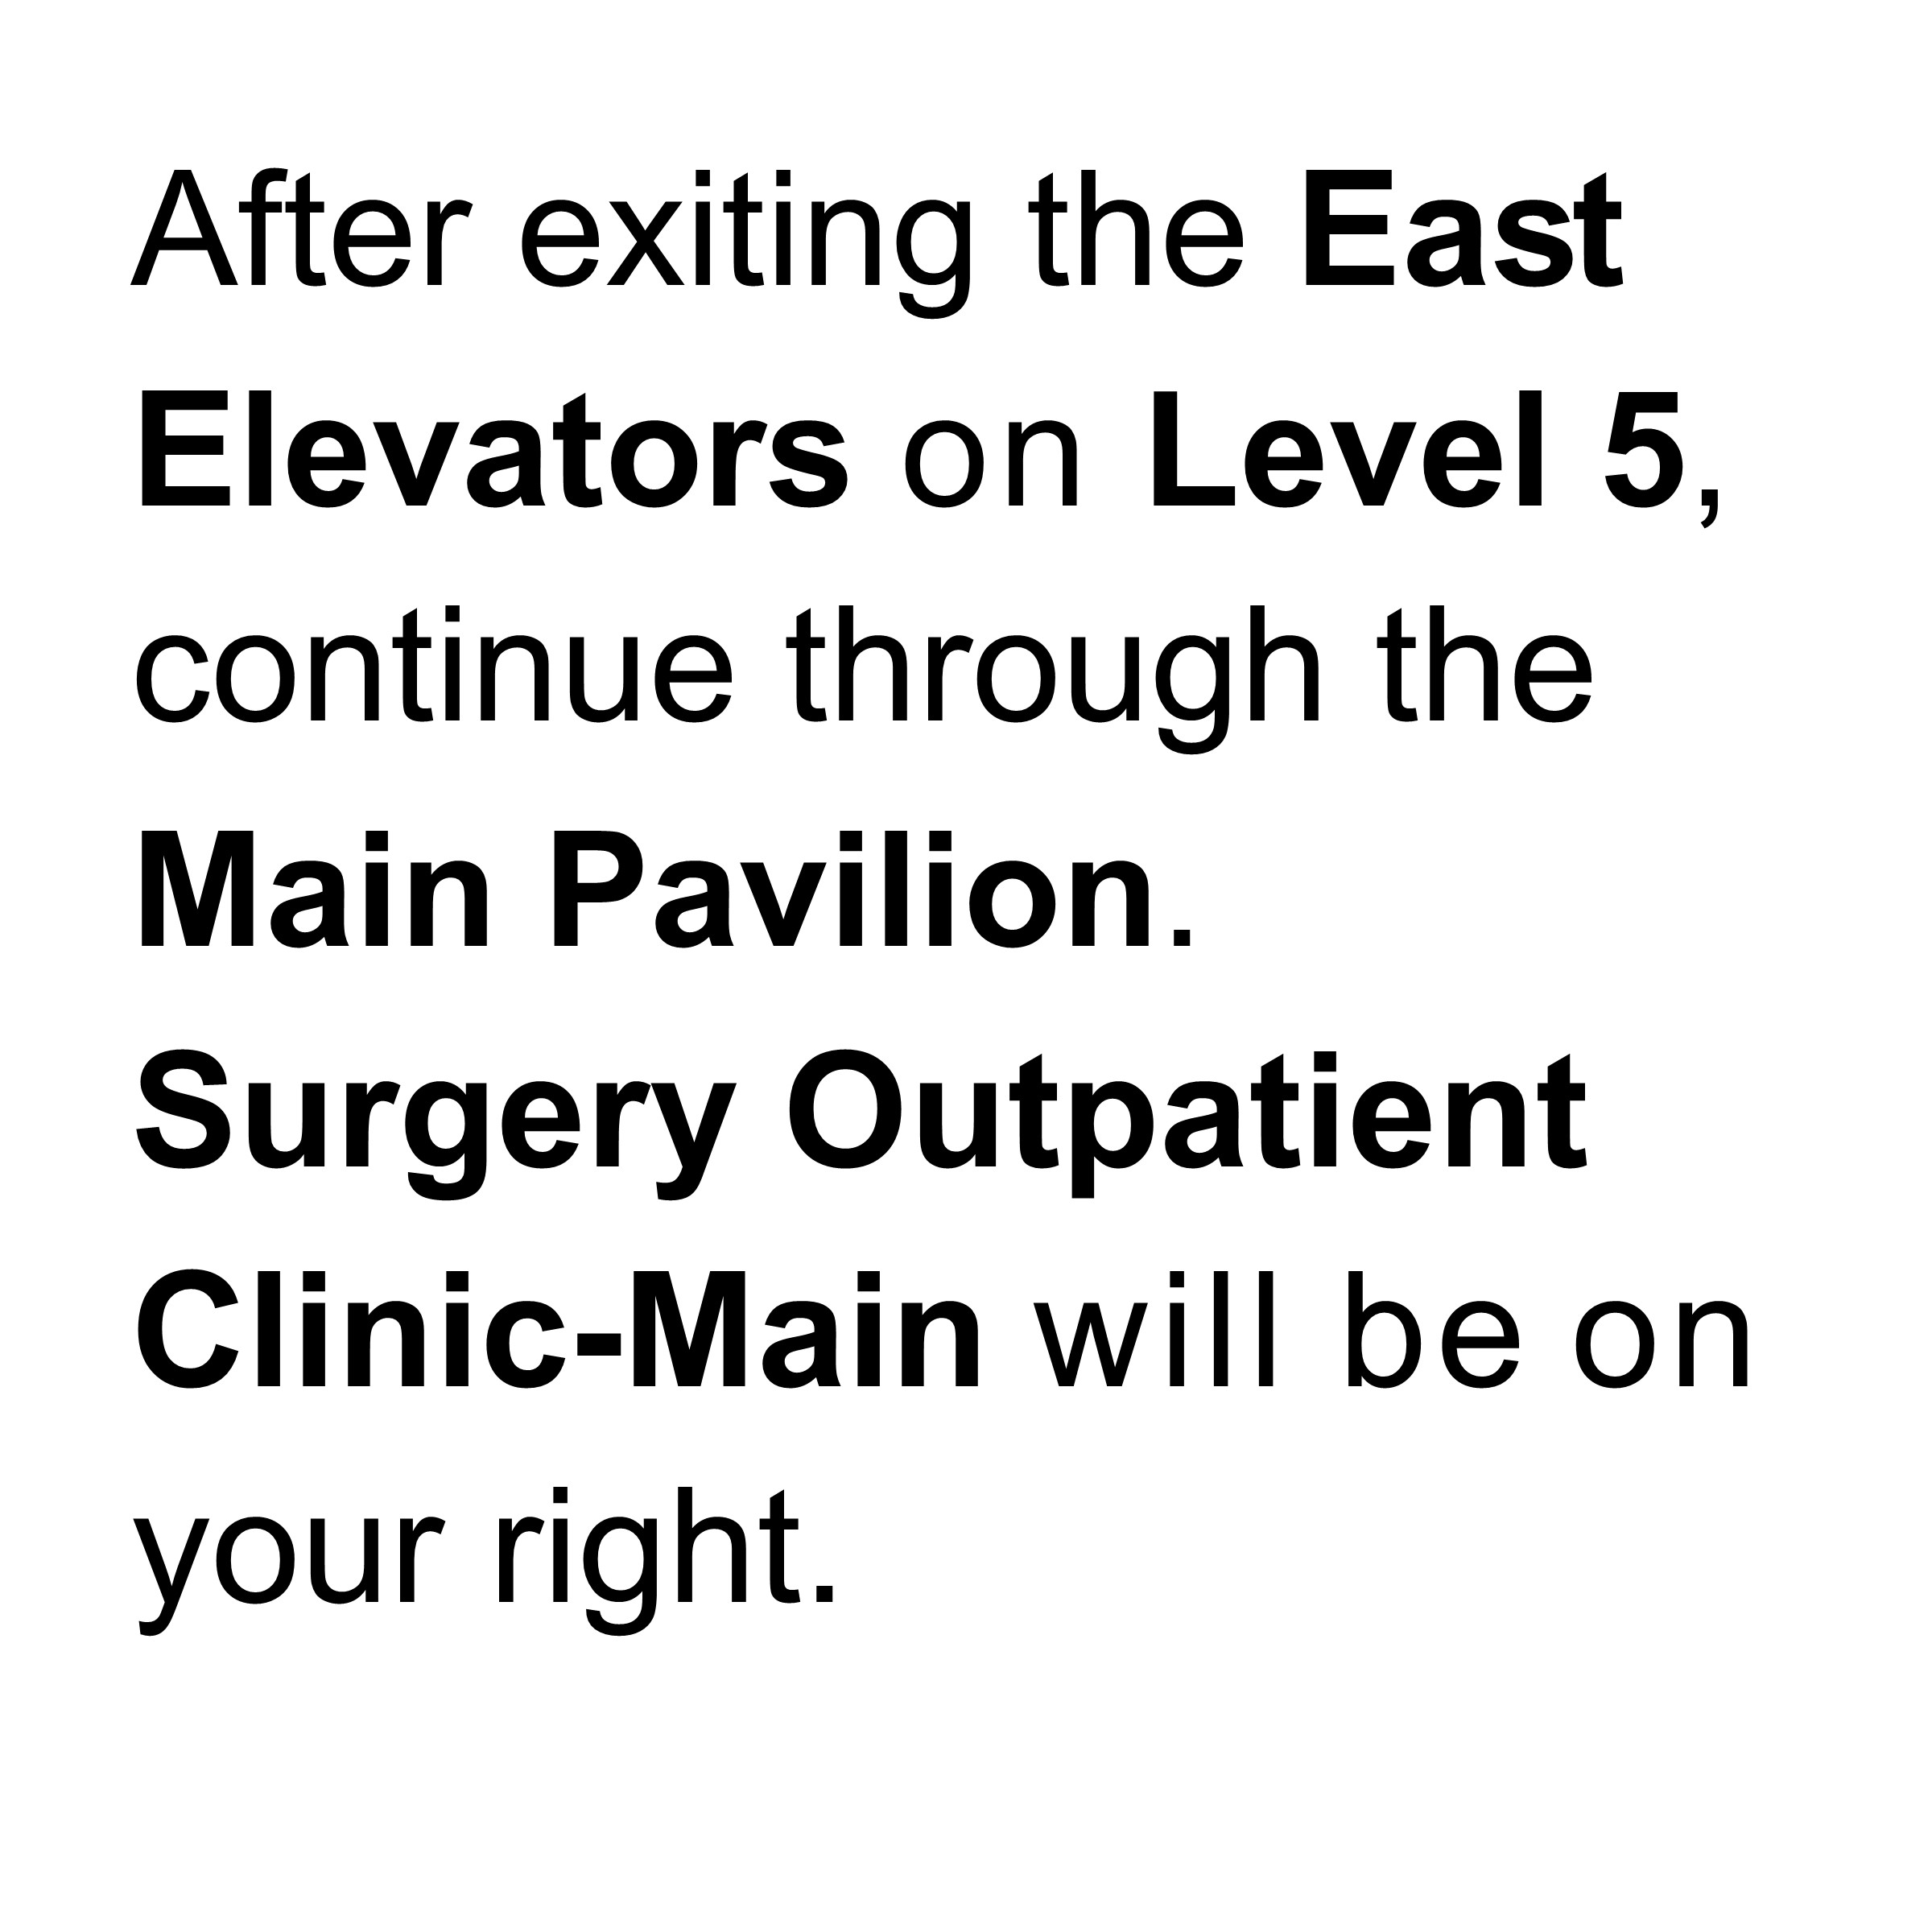 After exiting the East
Elevators on Level 5,
continue through the
Main Pavilion.
Surgery Outpatient
Clinic-Main will be on
your right.